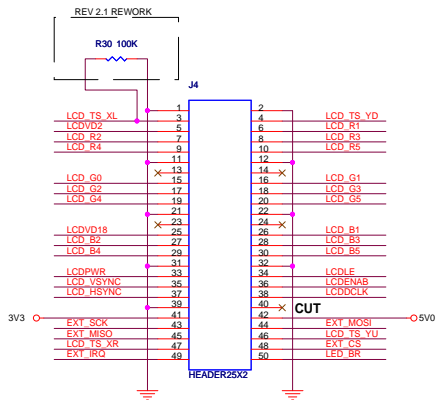 REV 2.1 REWORK
R30 100K
J4
1 2
LCD_TS_XL 3 4 LCD_TS_YD
LCDVD2 5 6 LCD_R1
LCD_R2 7 8 LCD_R3
LCD_R4 9 10 LCD_R5
11 12
13 14
LCD_G0 15 16 LCD_G1
LCD_G2 17 18 LCD_G3
LCD_G4 19 20 LCD_G5
21 22
23 24
LCDVD18 25 26 LCD_B1
LCD_B2 27 28 LCD_B3
LCD_B4 29 30 LCD_B5
31 32
LCDPWR 33 34 LCDLE
LCD_VSYNC 35 36 LCDENAB
LCD_HSYNC 37 38 LCDDCLK
39 40 CUT
3V3 41 42 5V0
EXT_SCK 43 44 EXT_MOSI
EXT_MISO 45 46 LCD_TS_YU
LCD_TS_XR 47 48 EXT_CS
EXT_IRQ 49 50 LED_BR
HEADER25X2